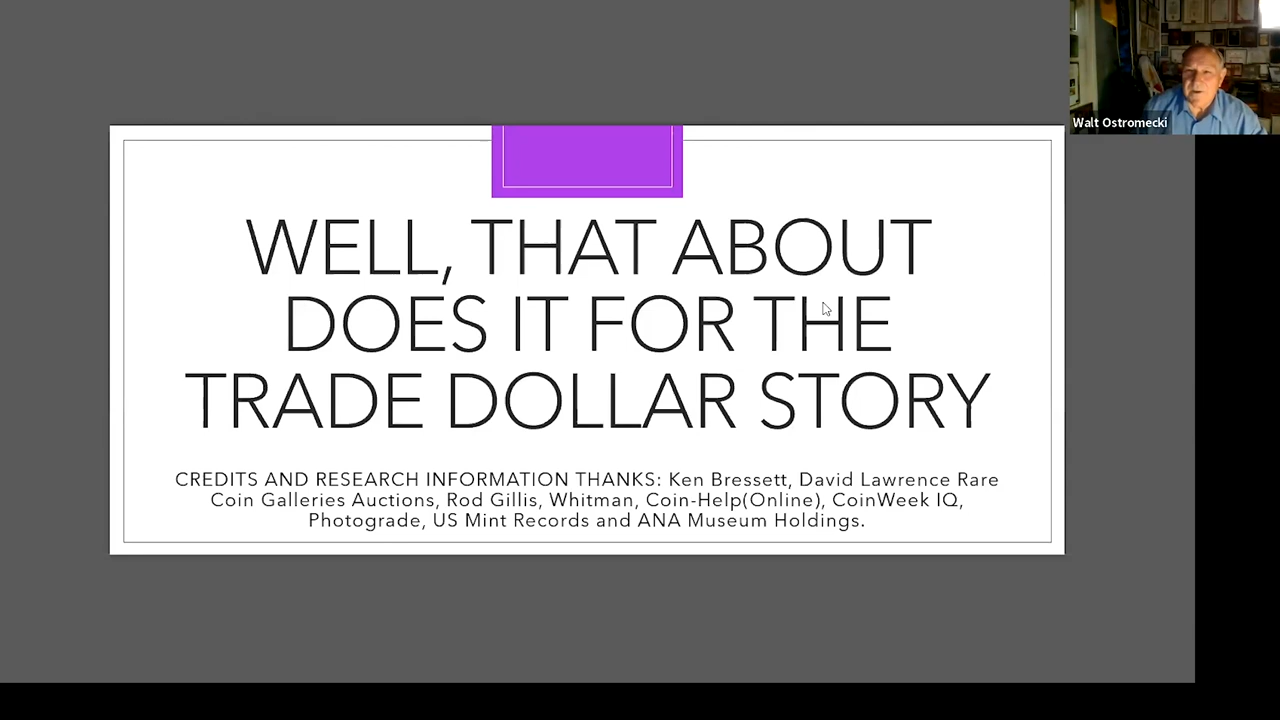 Walt Ostromecki
WELL, THAT ABOUT
DOES IT FOR THE
TRADE DOLLAR STORY
CREDITS AND RESEARCH INFORMATION THANKS: Ken Bressett, David Lawrence Rare
Coin Galleries Auctions, Rod Gillis, Whitman, Coin-Help(Online), CoinWeek IQ,
Photograde, US Mint Records and ANA Museum Holdings.